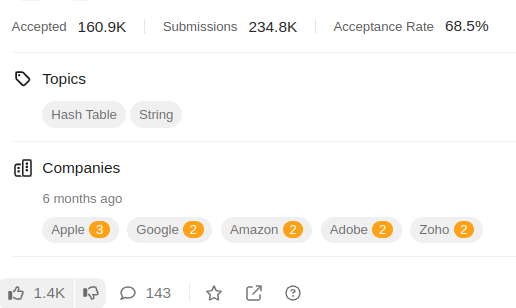 Accepted 160.9K Submissions 234.8K Acceptance Rate 68.5%
Topics
Hash Table String
Companies
6 months ago
Apple 3 Google 2 Amazon 2 Adobe 2 Zoho 2
1.4K 143